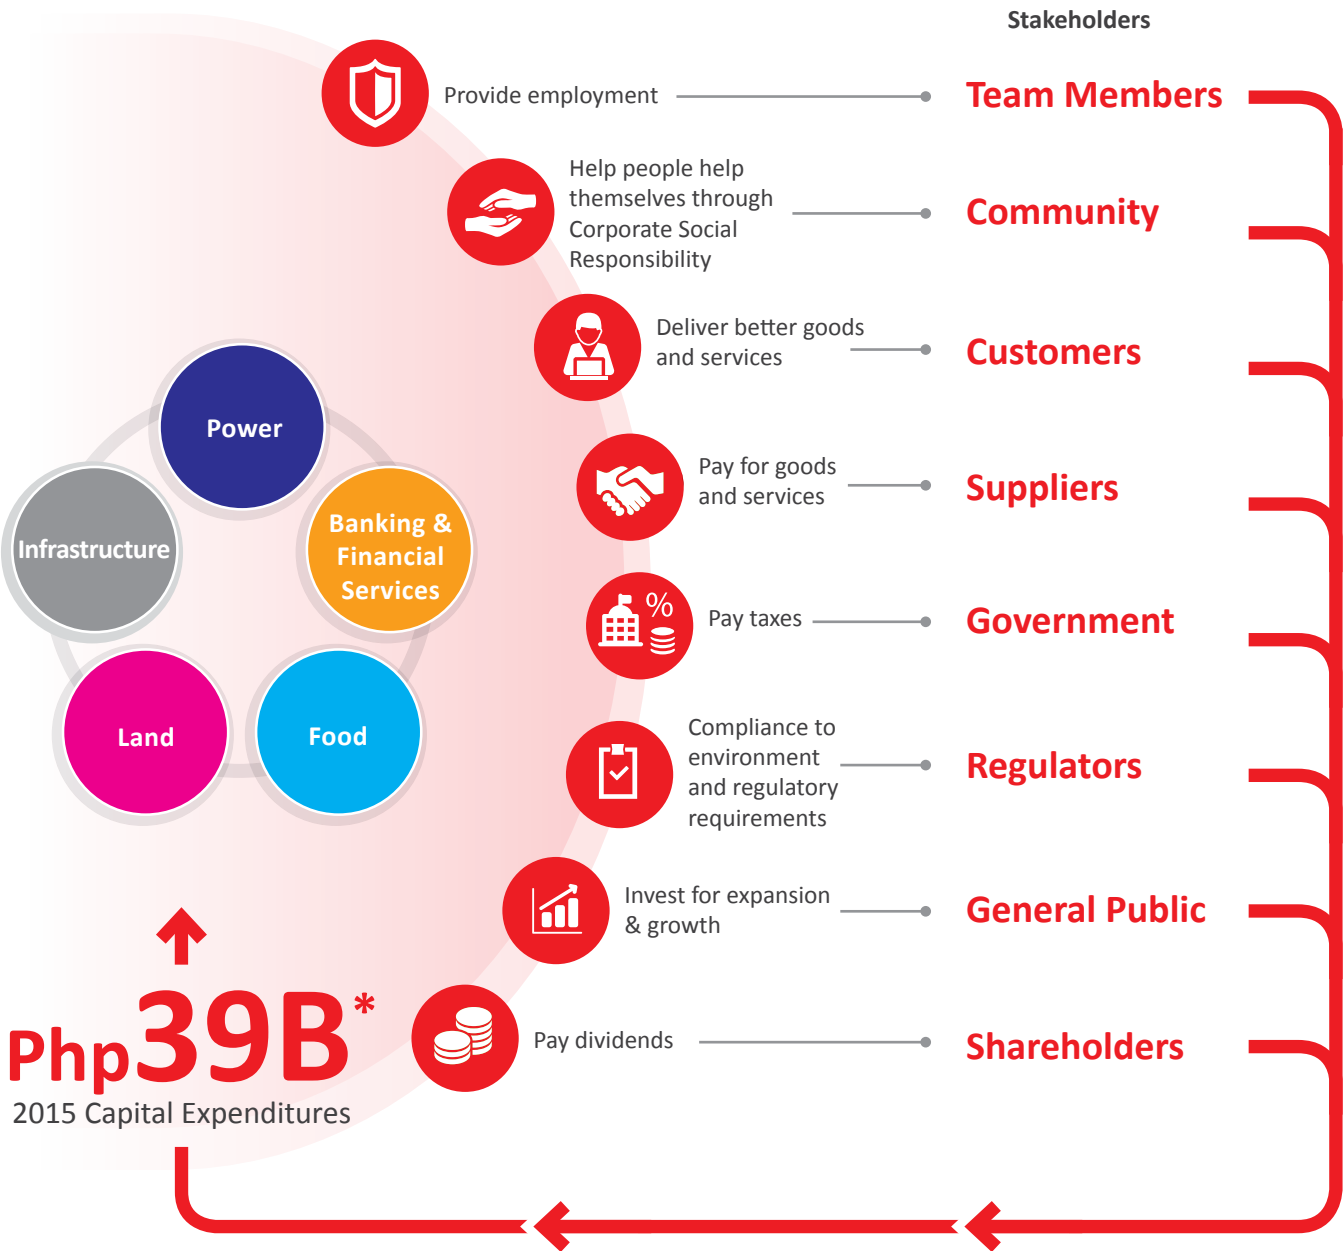 Stakeholders
Provide employment
Team Members
Help people help
themselves through
Corporate Social
Responsibility
Community
Deliver better goods
and services
Customers
Power
Infrastructure
Banking &
Financial
Services
Land
Food
Pay for goods
and services
Suppliers
%
Pay taxes
Government
Compliance to
environment
and regulatory
requirements
Regulators
Invest for expansion
& growth
General Public
Php39B*
2015 Capital Expenditures
Pay dividends
Shareholders